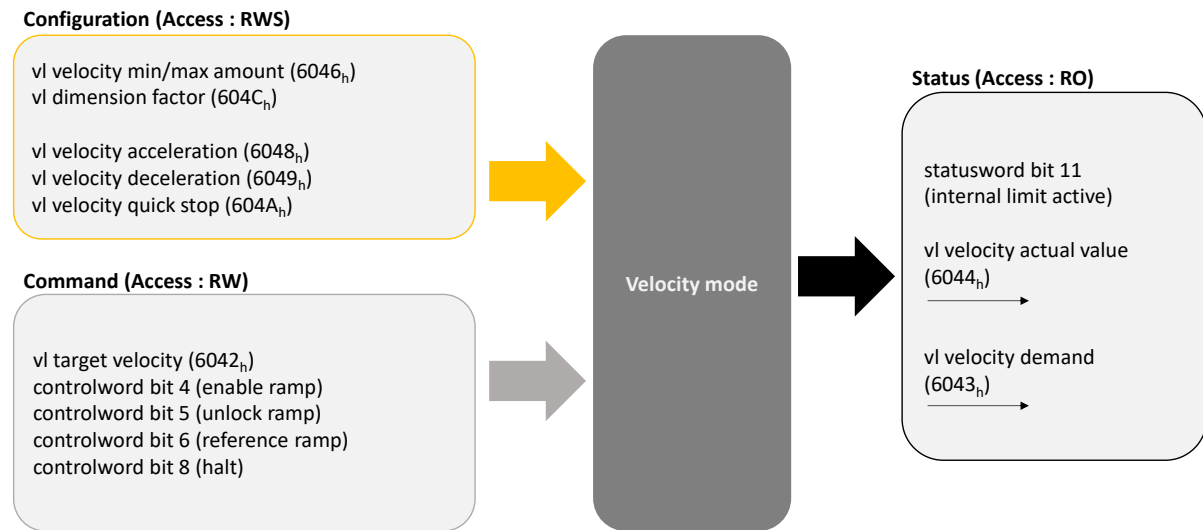 Configuration (Access : RWS)
vl velocity min/max amount (6046h)
vl dimension factor (604Ch)
vl velocity acceleration (6048h)
vl velocity deceleration (6049h)
vl velocity quick stop (604Ah)
Command (Access : RW)
vl target velocity (6042h)
controlword bit 4 (enable ramp)
controlword bit 5 (unlock ramp)
controlword bit 6 (reference ramp)
controlword bit 8 (halt)
Velocity mode
Status (Access : RO)
statusword bit 11
(internal limit active)
vl velocity actual value
(6044h)
vl velocity demand
(6043h)